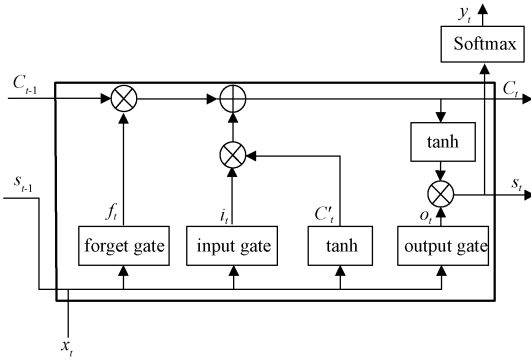 y_t
Softmax
C_{t-1}
C_t
tanh
s_{t-1}
s_t
f_t
i_t
C'_t
o_t
forget gate
input gate
tanh
output gate
x_t